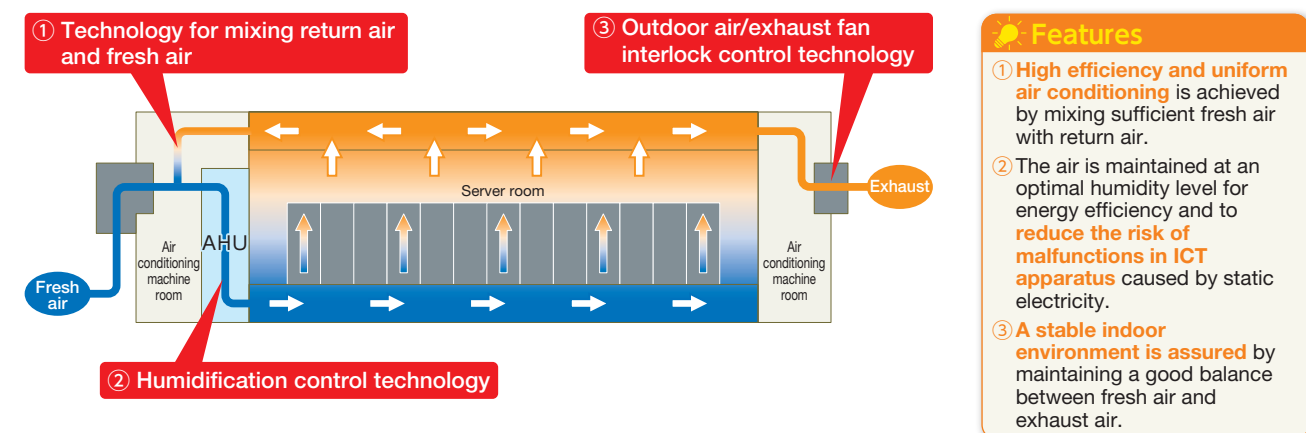 ① Technology for mixing return air
and fresh air
③ Outdoor air/exhaust fan
interlock control technology
Server room
Exhaust
AHU
Air
conditioning
machine
room
Air
conditioning
machine
room
Fresh
air
② Humidification control technology
Features
① High efficiency and uniform
air conditioning is achieved
by mixing sufficient fresh air
with return air.
② The air is maintained at an
optimal humidity level for
energy efficiency and to
reduce the risk of
malfunctions in ICT
apparatus caused by static
electricity.
③ A stable indoor
environment is assured by
maintaining a good balance
between fresh air and
exhaust air.